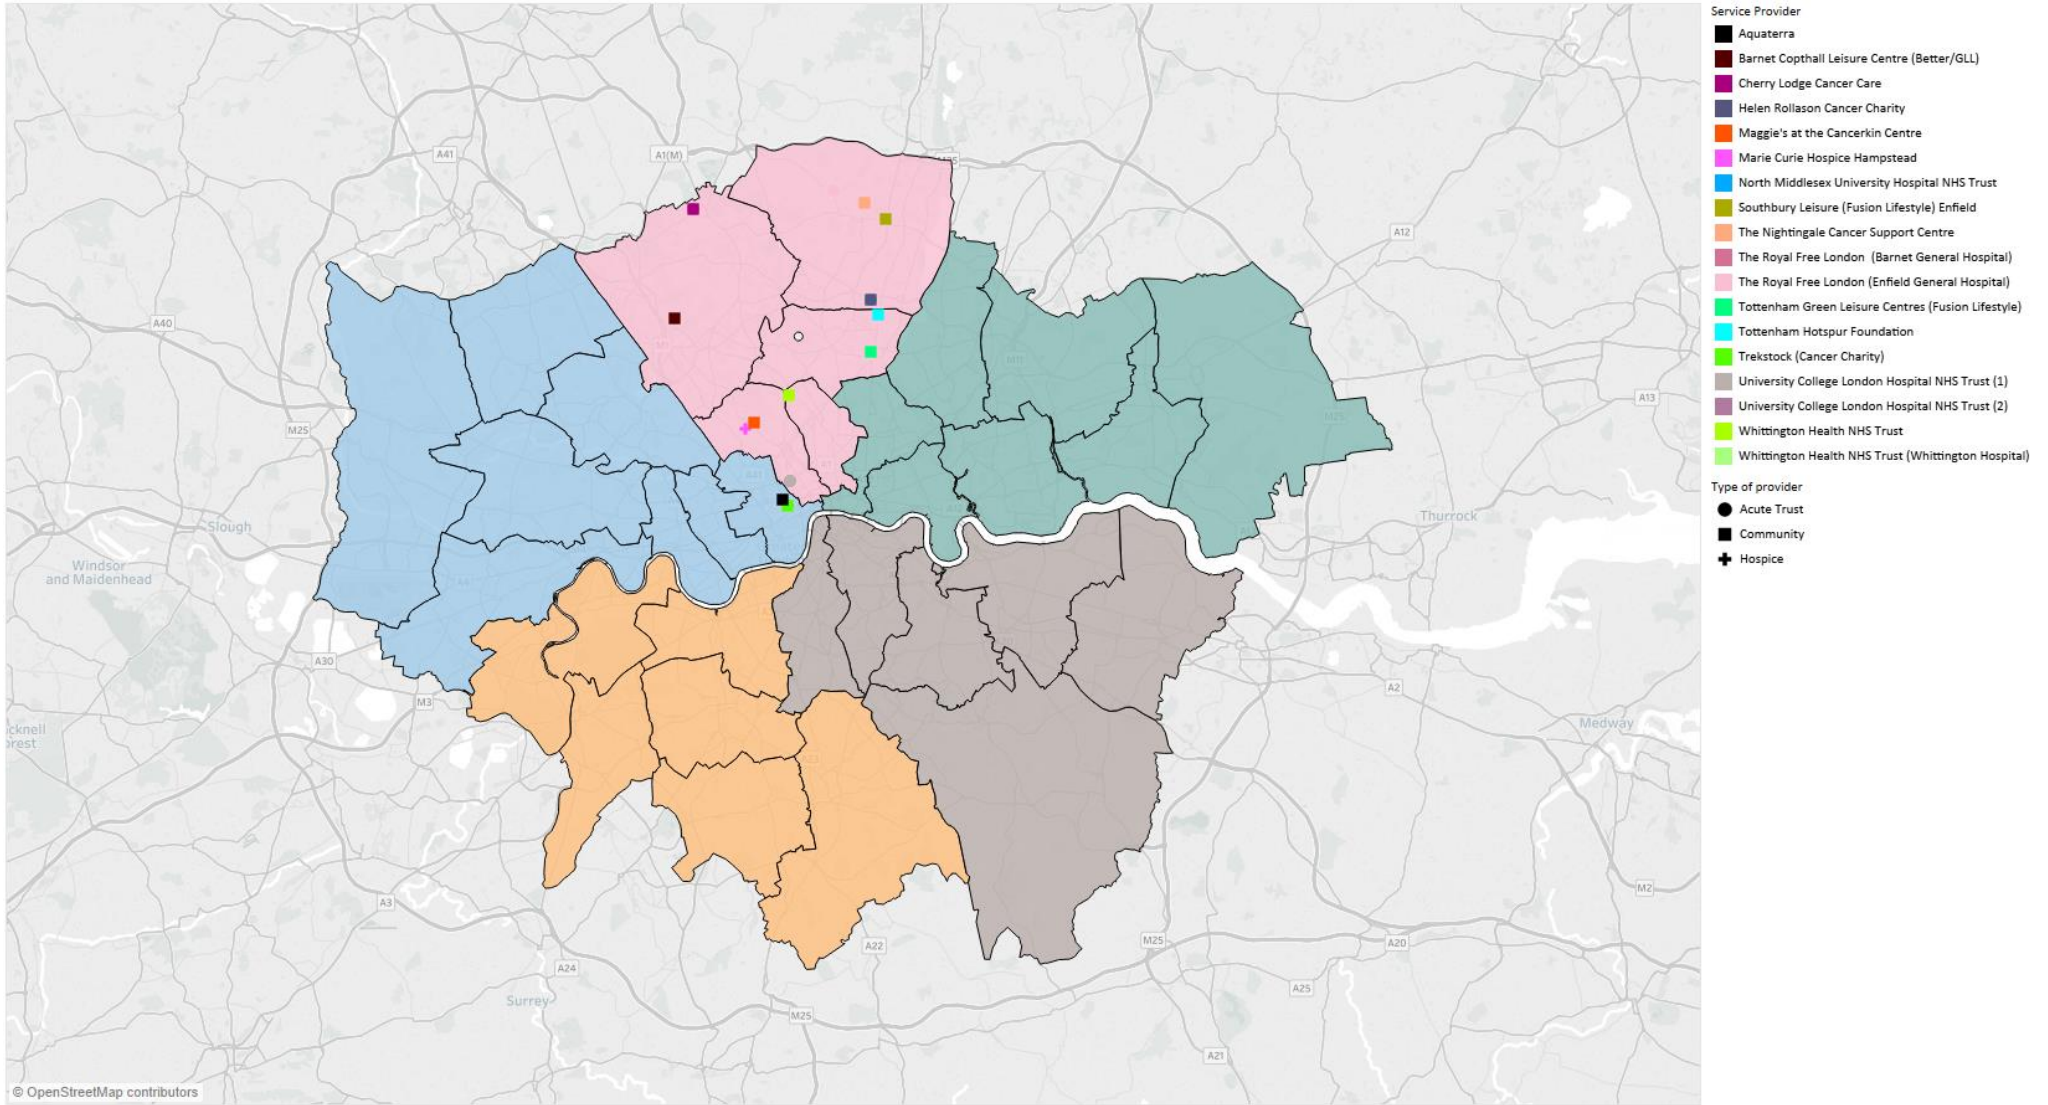 Service Provider
Aquaterra
Barnet Copthall Leisure Centre (Better/GLL)
Cherry Lodge Cancer Care
Helen Rollason Cancer Charity
Maggie's at the Cancerkin Centre
Marie Curie Hospice Hampstead
North Middlesex University Hospital NHS Trust
Southbury Leisure (Fusion Lifestyle) Enfield
The Nightingale Cancer Support Centre
The Royal Free London (Barnet General Hospital)
The Royal Free London (Enfield General Hospital)
Tottenham Green Leisure Centres (Fusion Lifestyle)
Tottenham Hotspur Foundation
Trekstock (Cancer Charity)
University College London Hospital NHS Trust (1)
University College London Hospital NHS Trust (2)
Whittington Health NHS Trust
Whittington Health NHS Trust (Whittington Hospital)
Type of provider
Acute Trust
Community
Hospice
A41
A1(M)
A12
A40
A13
M25
Slough
Thurrock
Windsor
and Maidenhead
A30
A2
M3
Medway
M2
A3
A22
M25
A20
A24
A25
Surrey
M25
A21
© OpenStreetMap contributors